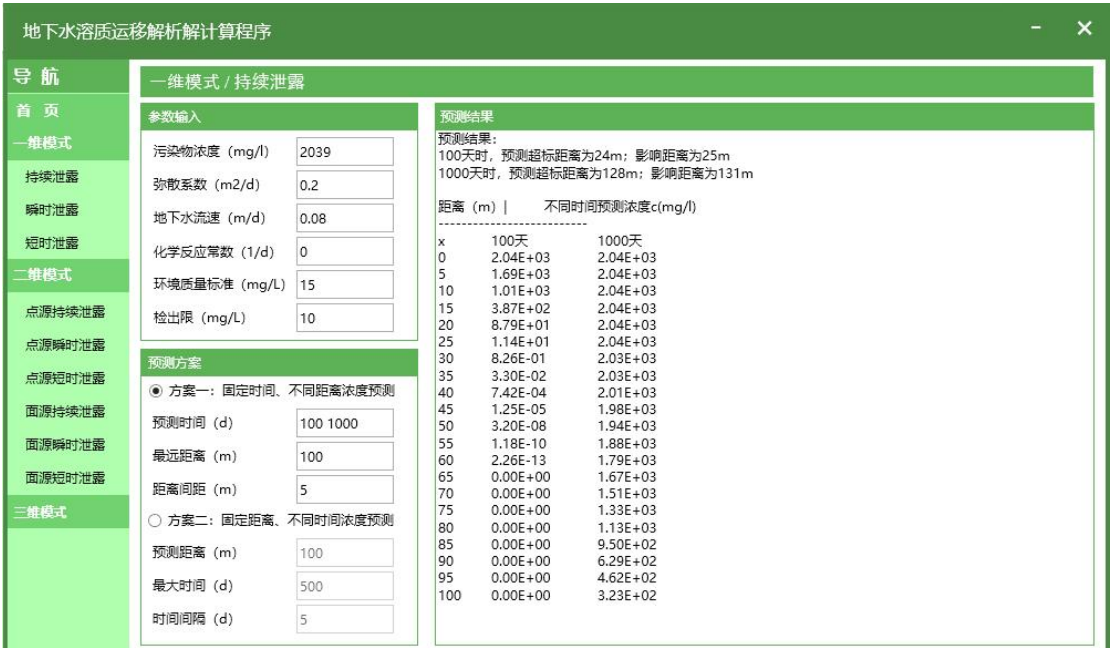 地下水溶质运移解析解计算程序
导 航
首 页
一维模式
持续泄露
瞬时泄露
短时泄露
二维模式
点源持续泄露
点源瞬时泄露
点源短时泄露
面源持续泄露
面源瞬时泄露
面源短时泄露
三维模式
一维模式 / 持续泄露
参数输入
污染物浓度 (mg/l) 2039
弥散系数 (m2/d) 0.2
地下水流速 (m/d) 0.08
化学反应常数 (1/d) 0
环境质量标准 (mg/L) 15
检出限 (mg/L) 10
预测方案
方案一：固定时间、不同距离浓度预测
预测时间 (d) 100 1000
最远距离 (m) 100
距离间距 (m) 5
方案二：固定距离、不同时间浓度预测
预测距离 (m) 100
最大时间 (d) 500
时间间隔 (d) 5
预测结果
预测结果：
100天时，预测超标距离为24m；影响距离为25m
1000天时，预测超标距离为128m；影响距离为131m
距离 (m) | 不同时间预测浓度c(mg/l)
---------------------------
x 100天 1000天
0 2.04E+03 2.04E+03
5 1.69E+03 2.04E+03
10 1.01E+03 2.04E+03
15 3.87E+02 2.04E+03
20 8.79E+01 2.04E+03
25 1.14E+01 2.04E+03
30 8.26E-01 2.03E+03
35 3.30E-02 2.03E+03
40 7.42E-04 2.01E+03
45 1.25E-05 1.98E+03
50 3.20E-08 1.94E+03
55 1.18E-10 1.88E+03
60 2.26E-13 1.79E+03
65 0.00E+00 1.67E+03
70 0.00E+00 1.51E+03
75 0.00E+00 1.33E+03
80 0.00E+00 1.13E+03
85 0.00E+00 9.50E+02
90 0.00E+00 6.29E+02
95 0.00E+00 4.62E+02
100 0.00E+00 3.23E+02